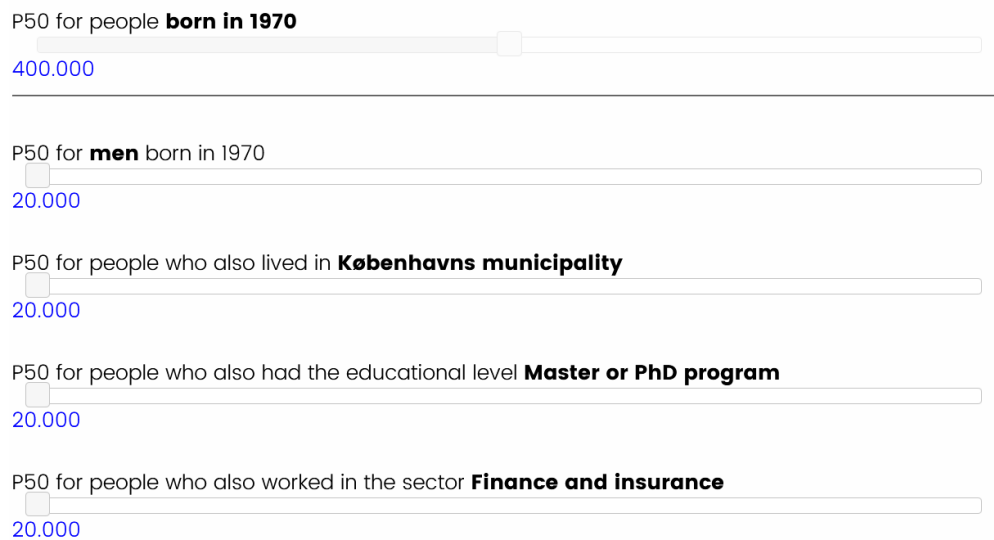 P50 for people born in 1970
400.000
P50 for men born in 1970
20.000
P50 for people who also lived in Københavns municipality
20.000
P50 for people who also had the educational level Master or PhD program
20.000
P50 for people who also worked in the sector Finance and insurance
20.000